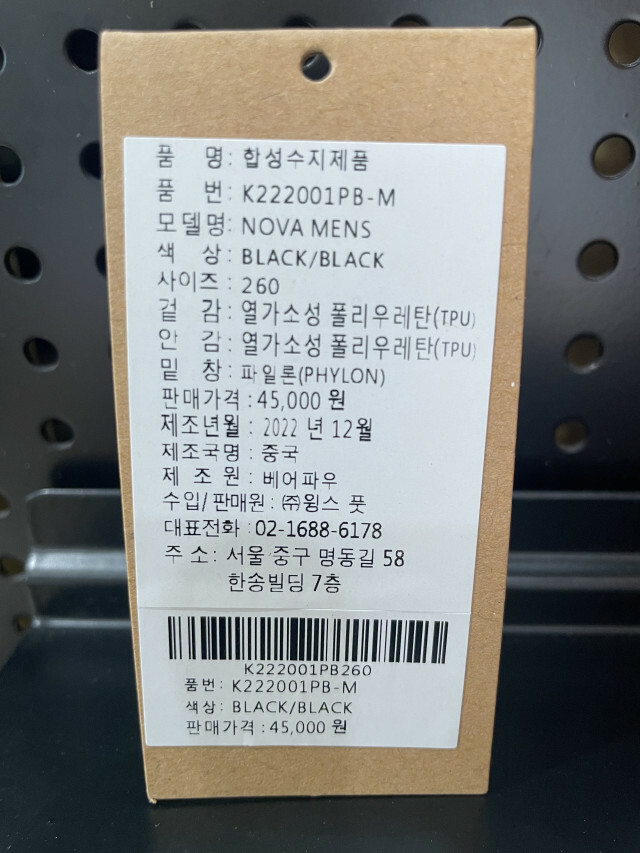 품 명: 합성수지제품
품 번: K222001PB-M
모델명: NOVA MENS
색 상: BLACK/BLACK
사이즈 : 260
겉 감: 열가소성 폴리우레탄(TPU)
안 감: 열가소성 폴리우레탄(TPU)
밑 창: 파일론(PHYLON)
판매가격 : 45,000 원
제조년월 : 2022 년 12월
제조국명 : 중국
제 조 원 : 베어파우
수입/ 판매원 : ㈜윙스 풋
대표전화 : 02-1688-6178
주 소 : 서울 중구 명동길 58
한송빌딩 7층
K222001PB260
품번: K222001PB-M
색상: BLACK/BLACK
판매가격 : 45,000 원